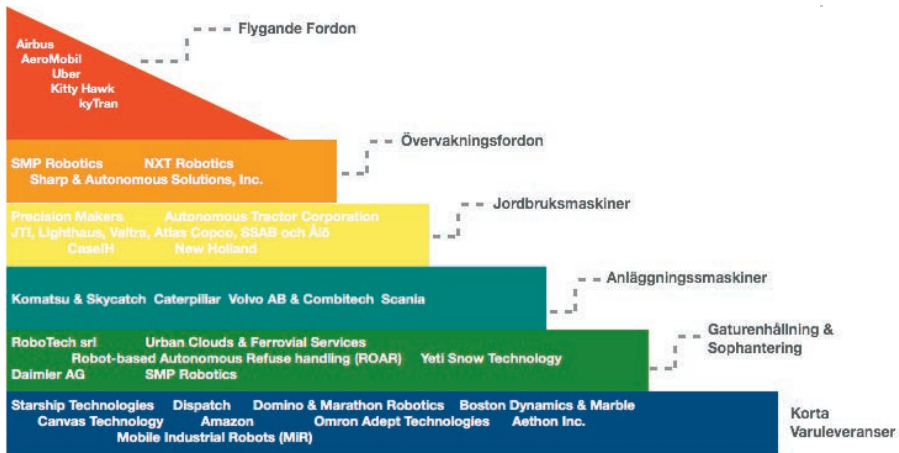 Flygande Fordon
Airbus
AeroMobil
Uber
Kitty Hawk
kyTran
Övervakningsfordon
SMP Robotics NXT Robotics
Sharp & Autonomous Solutions, Inc.
Jordbruksmaskiner
Precision Makers Autonomous Tractor Corporation
JTI, Lighthaus, Valtra, Atlas Copco, SSAB och Ålö
CaseIH New Holland
Anläggningssmaskiner
Komatsu & Skycatch Caterpillar Volvo AB & Combitech Scania
Gaturenhållning &
Sophantering
RoboTech srl Urban Clouds & Ferrovial Services
Robot-based Autonomous Refuse handling (ROAR) Yeti Snow Technology
Daimler AG SMP Robotics
Korta
Varuleveranser
Starship Technologies Dispatch Domino & Marathon Robotics Boston Dynamics & Marble
Canvas Technology Amazon Omron Adept Technologies Aethon Inc.
Mobile Industrial Robots (MiR)